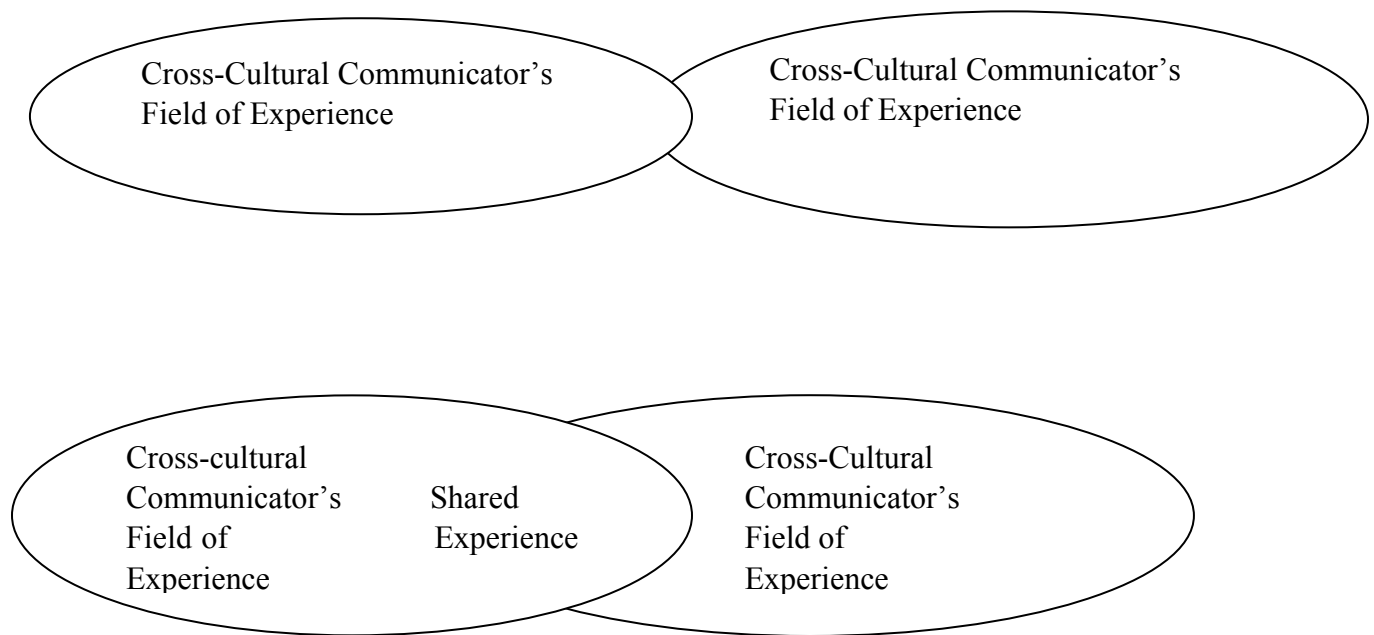 Cross-Cultural Communicator’s
Field of Experience
Cross-Cultural Communicator’s
Field of Experience
Cross-cultural
Communicator’s
Field of
Experience
Shared
Experience
Cross-Cultural
Communicator’s
Field of
Experience